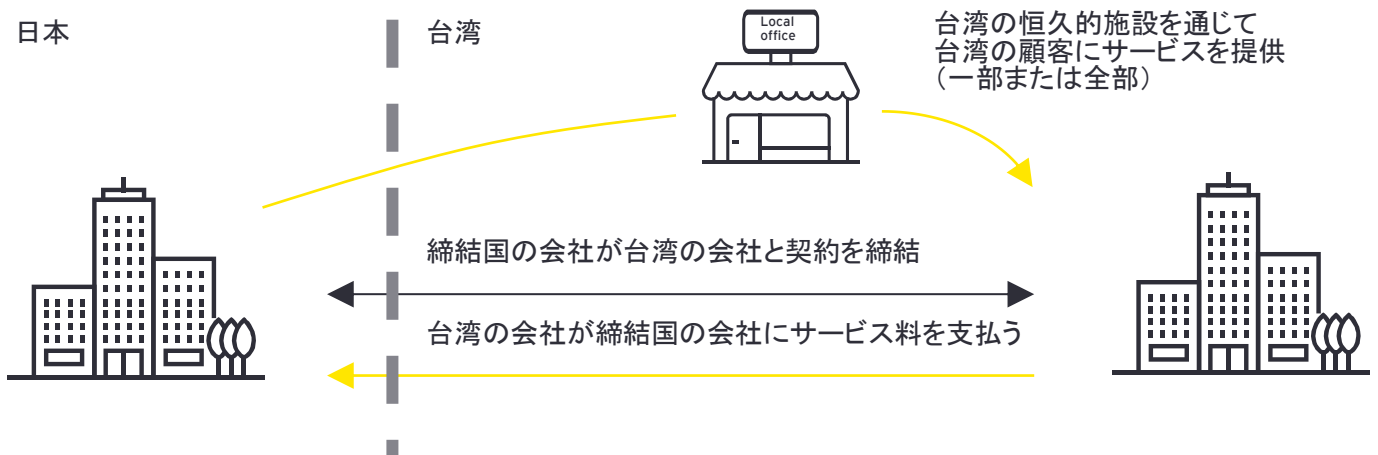 日本
台湾
Local
office
台湾の恒久的施設を通じて
台湾の顧客にサービスを提供
（一部または全部）
締結国の会社が台湾の会社と契約を締結
台湾の会社が締結国の会社にサービス料を支払う